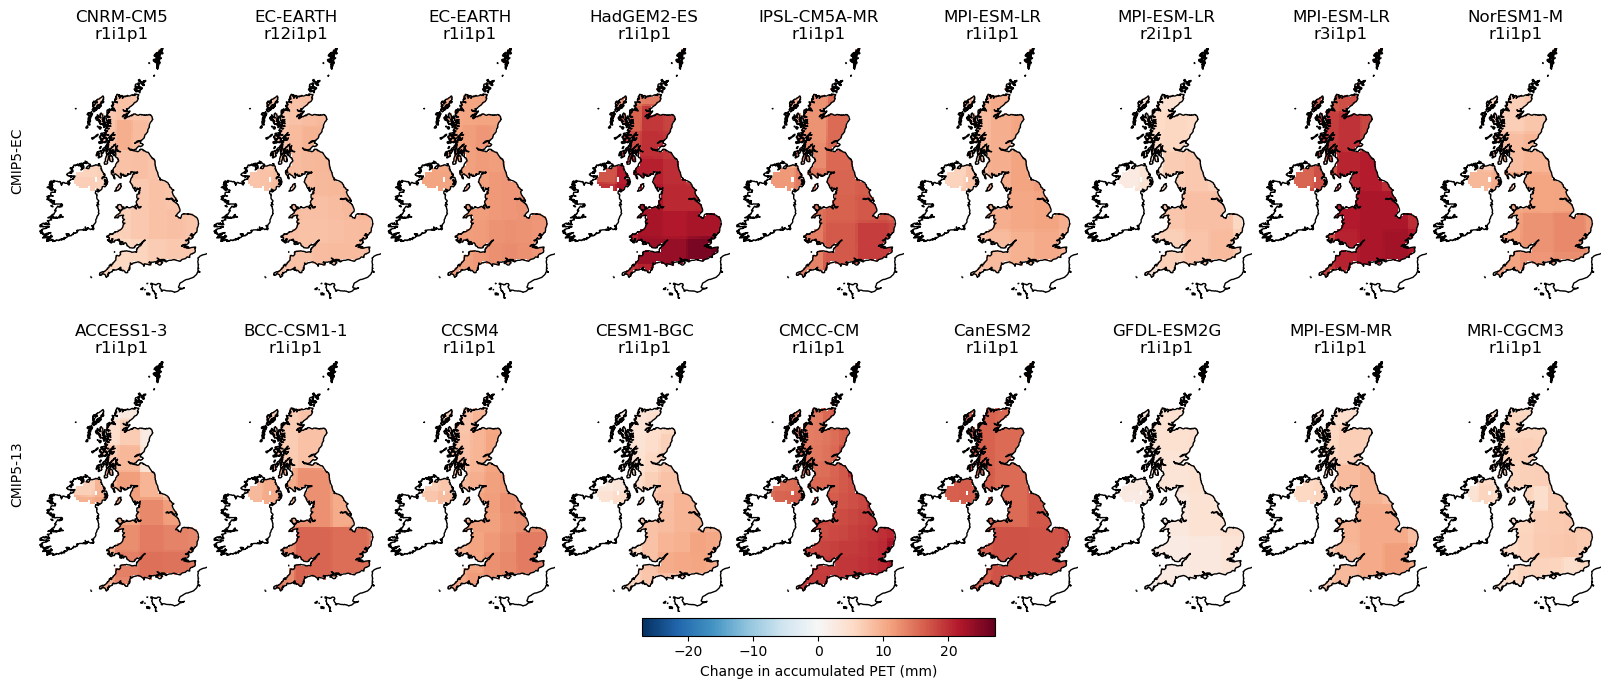 CNRM-CM5 EC-EARTH EC-EARTH HadGEM2-ES IPSL-CM5A-MR MPI-ESM-LR MPI-ESM-LR MPI-ESM-LR NorESM1-M
r1i1p1 r12i1p1 r1i1p1 r1i1p1 r1i1p1 r1i1p1 r2i1p1 r3i1p1 r1i1p1
CMIP5-EC
ACCESS1-3 BCC-CSM1-1 CCSM4 CESM1-BGC CMCC-CM CanESM2 GFDL-ESM2G MPI-ESM-MR MRI-CGCM3
r1i1p1 r1i1p1 r1i1p1 r1i1p1 r1i1p1 r1i1p1 r1i1p1 r1i1p1 r1i1p1
CMIP5-13
−20 −10 0 10 20
Change in accumulated PET (mm)